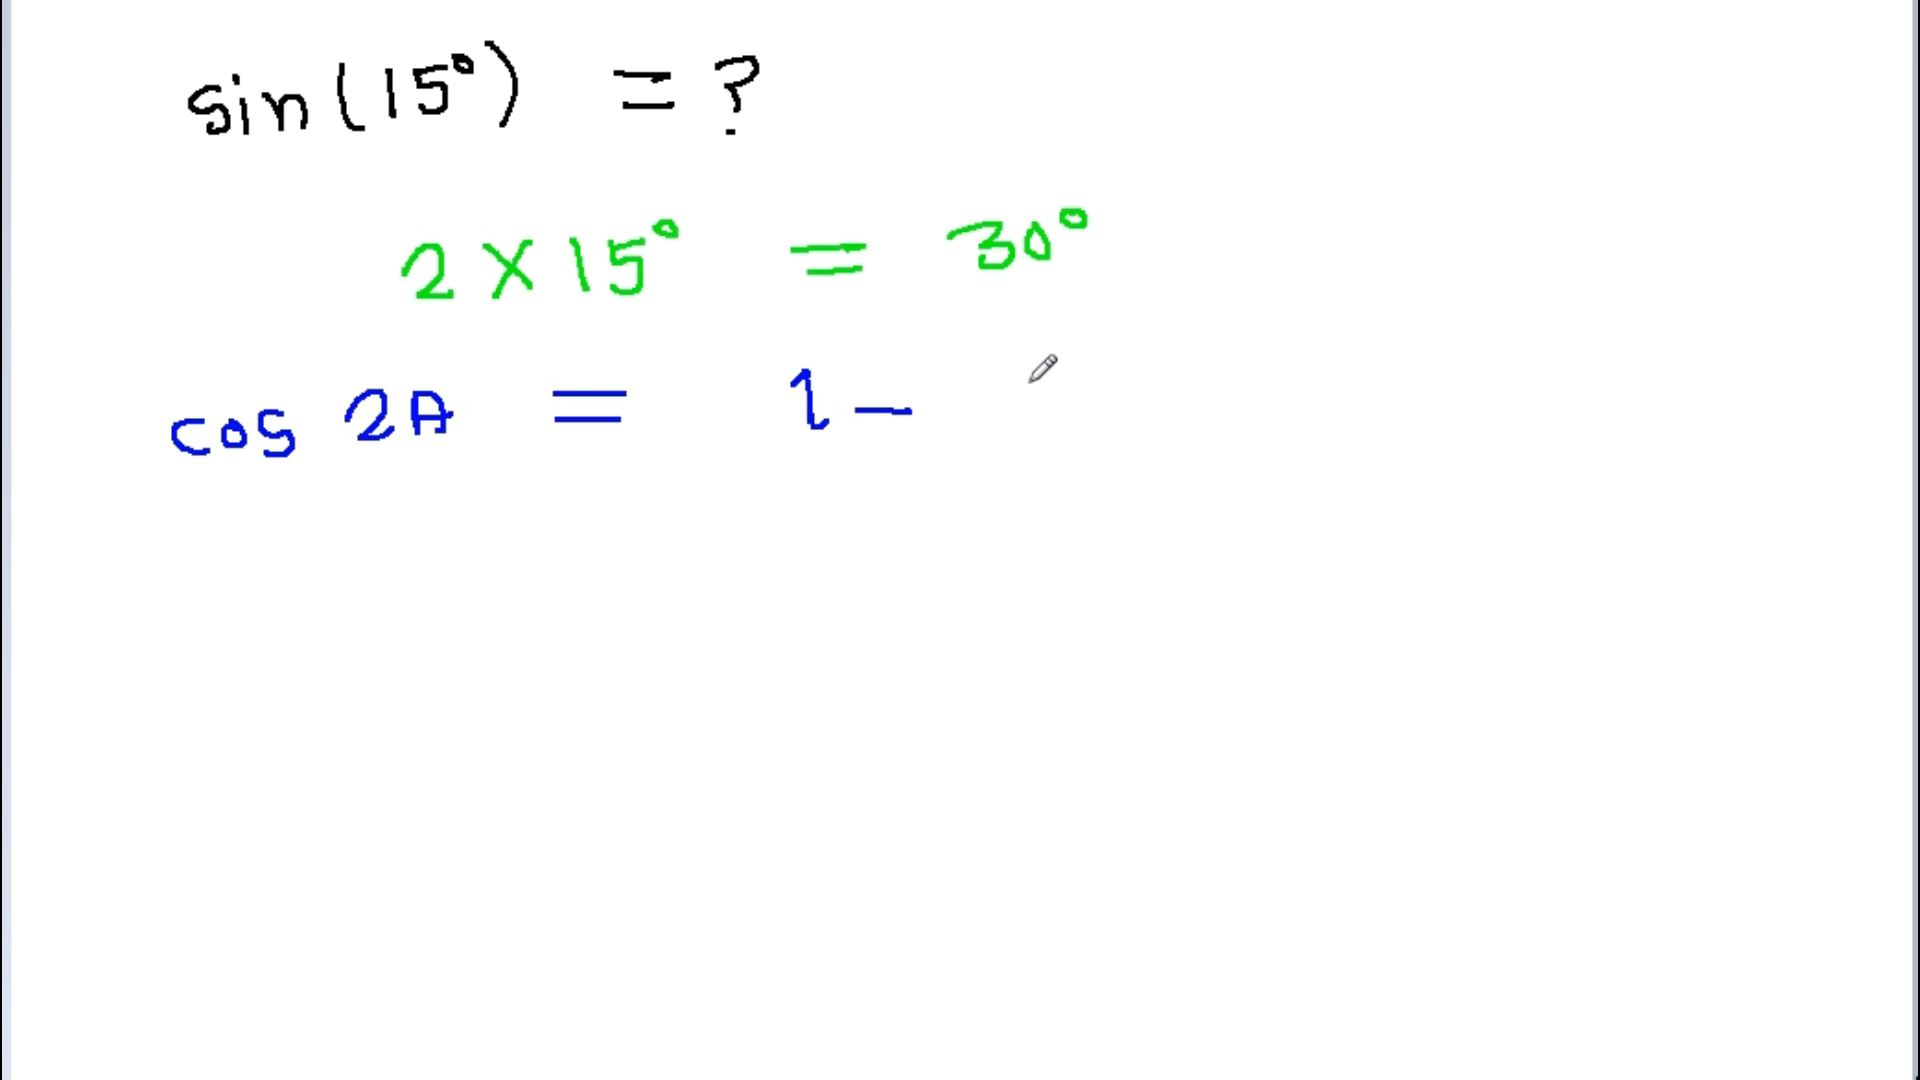 sin(15°) = ?
2 × 15° = 30°
cos 2A = 1 −